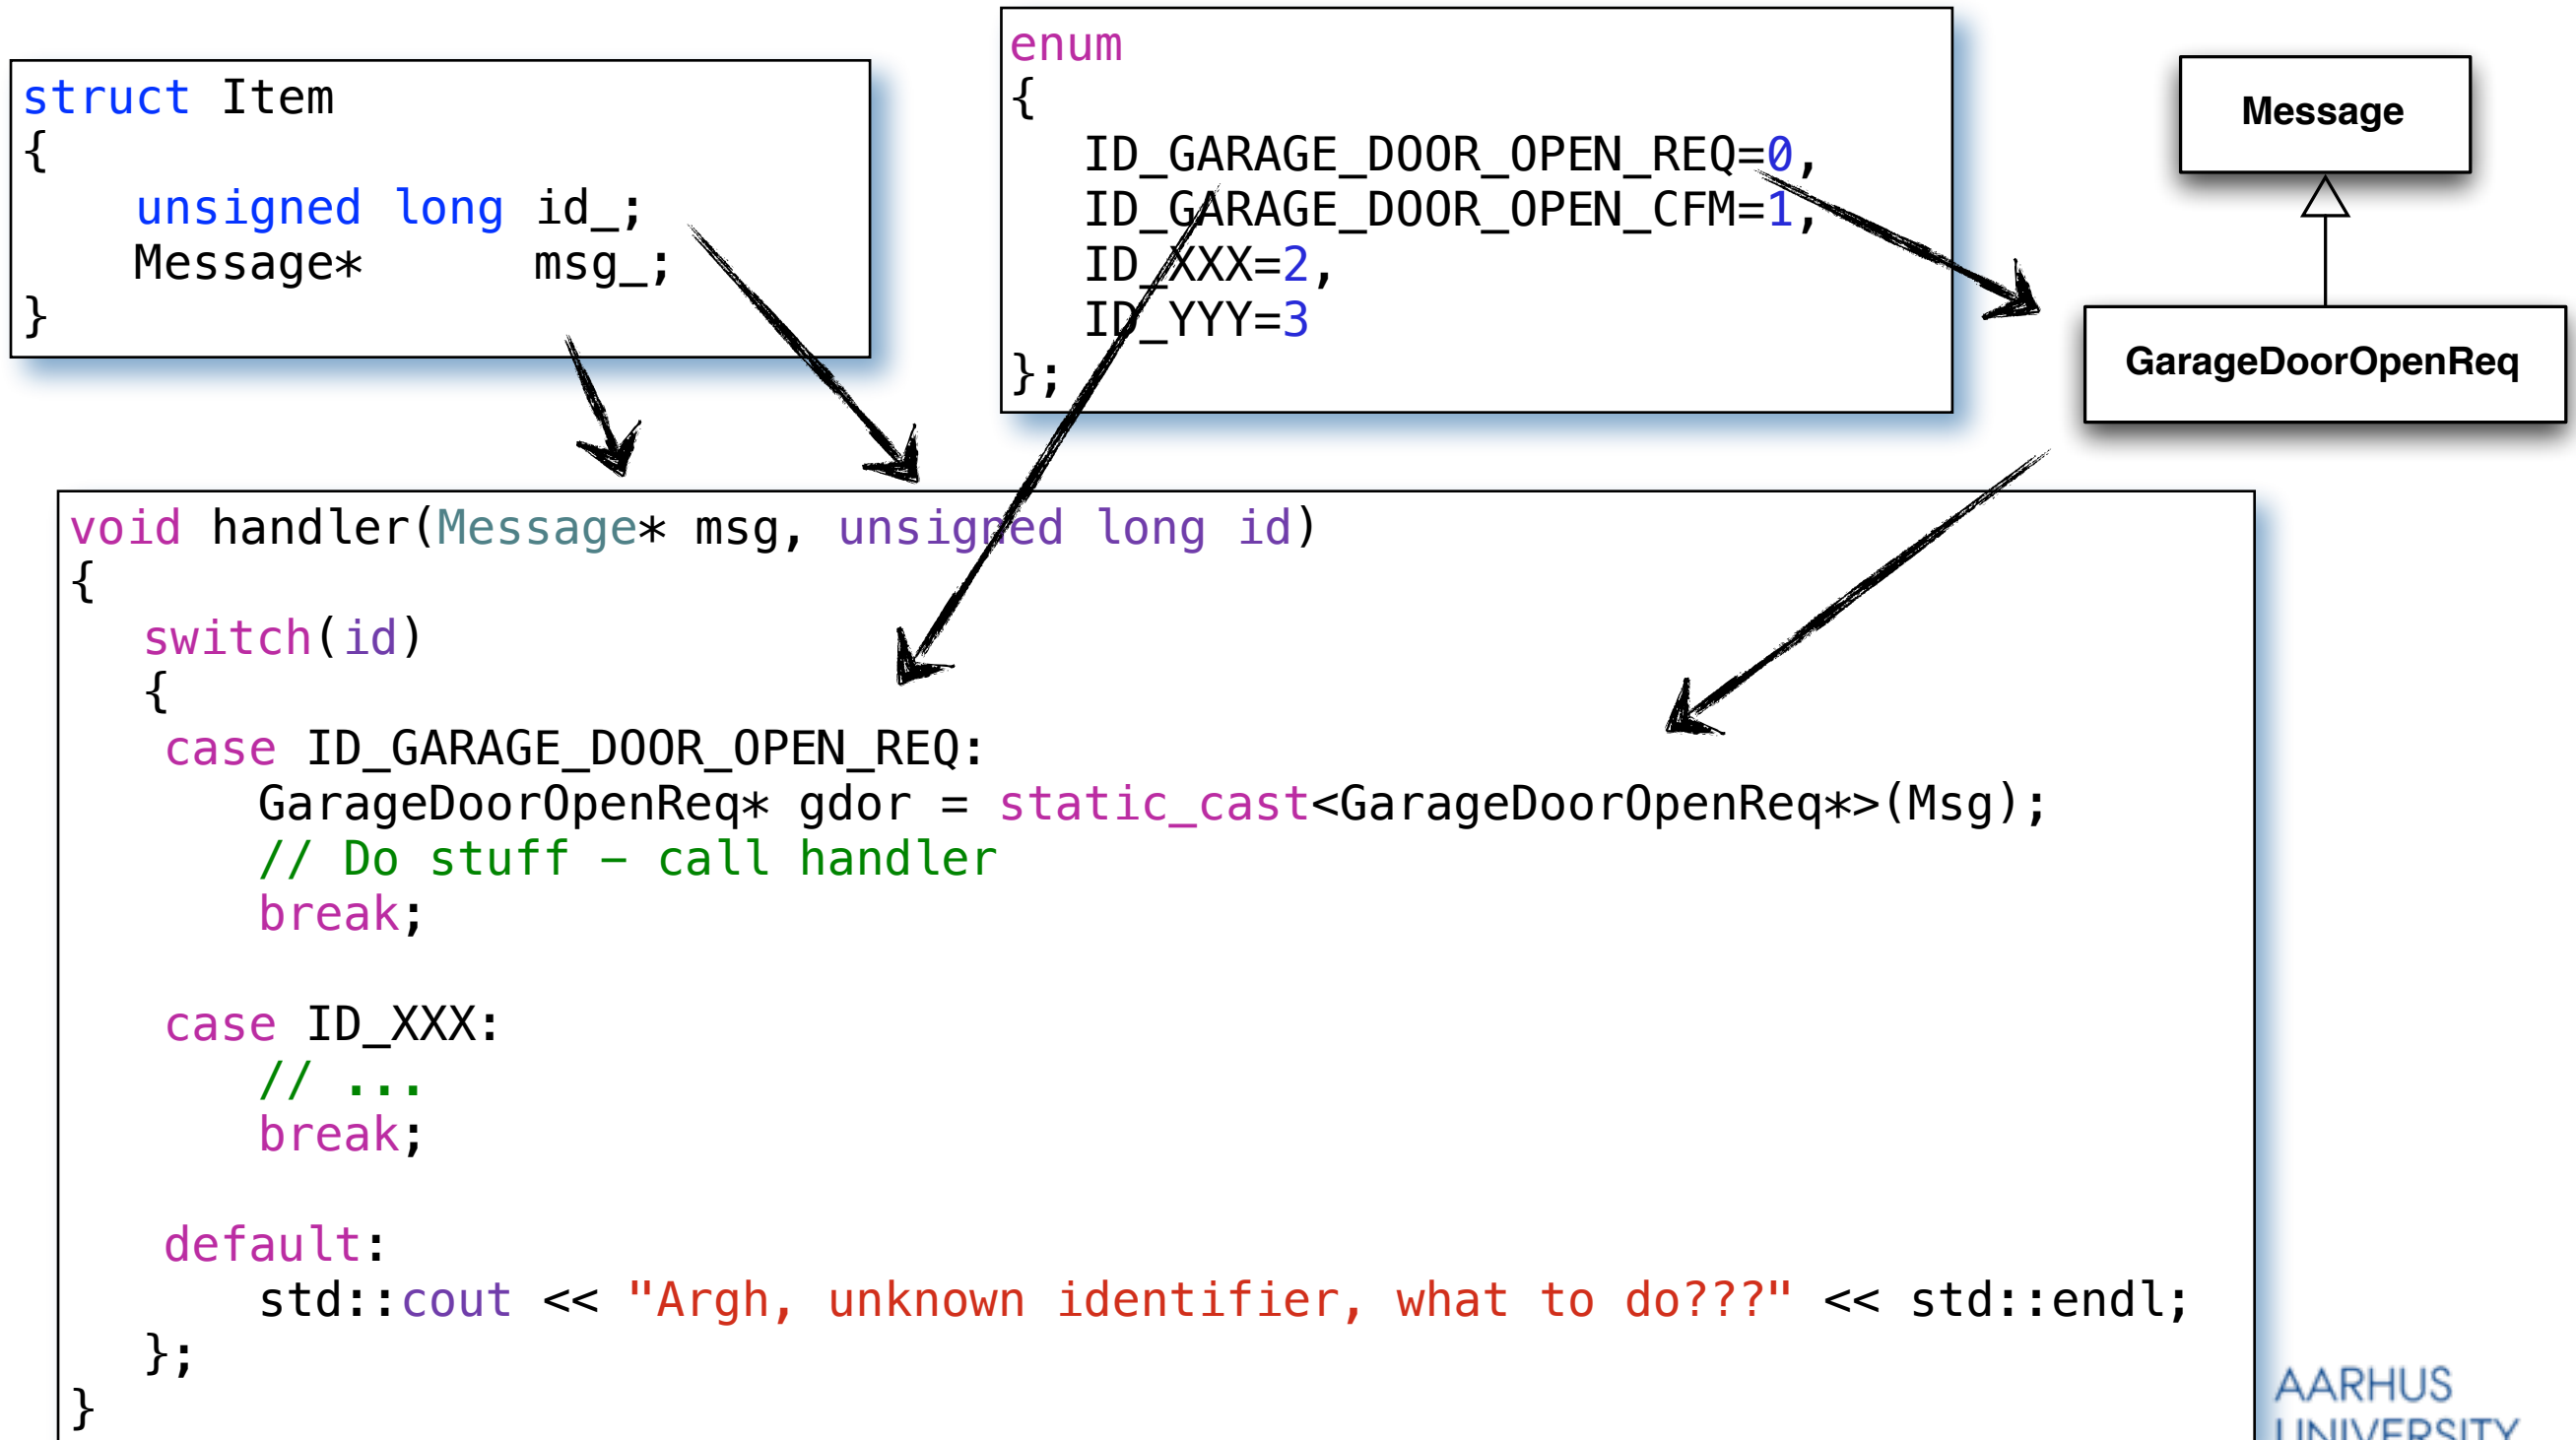 struct Item
{
unsigned long id_;
Message* msg_;
}
enum
{
ID_GARAGE_DOOR_OPEN_REQ=0,
ID_GARAGE_DOOR_OPEN_CFM=1,
ID_XXX=2,
ID_YYY=3
};
Message
GarageDoorOpenReq
void handler(Message* msg, unsigned long id)
{
switch(id)
{
case ID_GARAGE_DOOR_OPEN_REQ:
GarageDoorOpenReq* gdor = static_cast<GarageDoorOpenReq*>(Msg);
// Do stuff – call handler
break;
case ID_XXX:
// ...
break;
default:
std::cout << "Argh, unknown identifier, what to do???" << std::endl;
};
}
AARHUS
UNIVERSITY